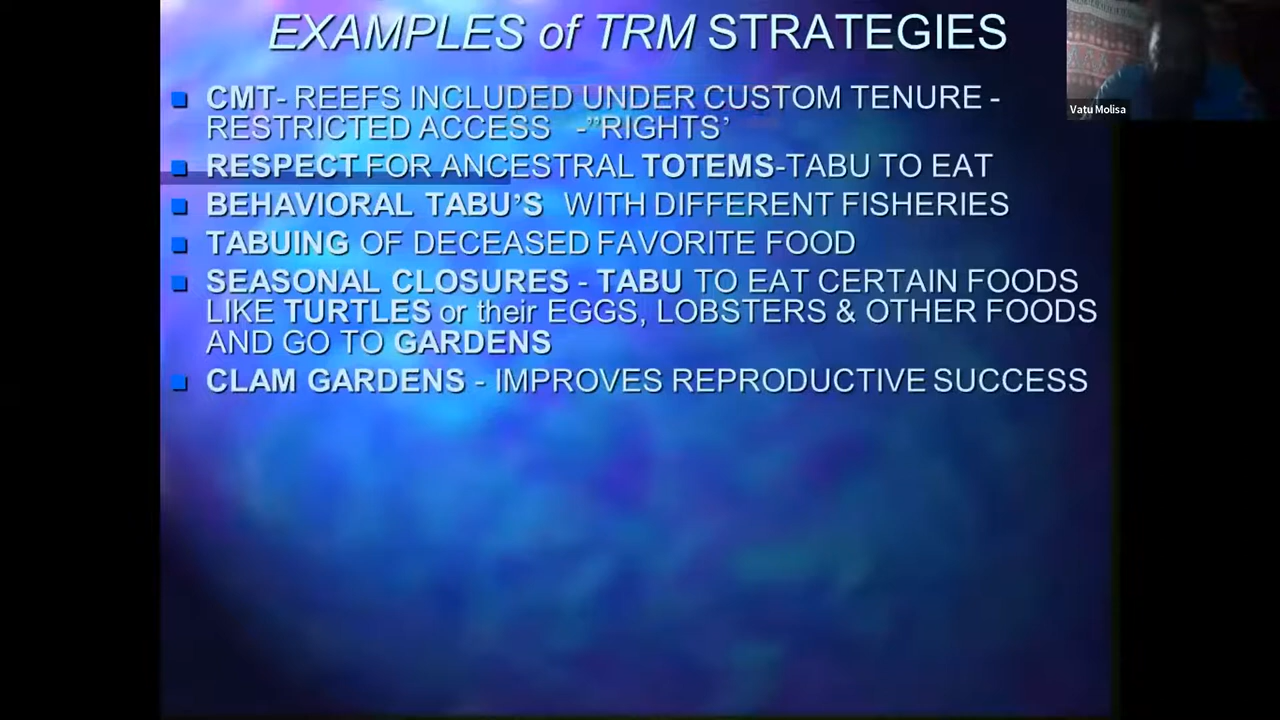 EXAMPLES of TRM STRATEGIES
CMT- REEFS INCLUDED UNDER CUSTOM TENURE -
RESTRICTED ACCESS -”RIGHTS’
RESPECT FOR ANCESTRAL TOTEMS-TABU TO EAT
BEHAVIORAL TABU’S WITH DIFFERENT FISHERIES
TABUING OF DECEASED FAVORITE FOOD
SEASONAL CLOSURES - TABU TO EAT CERTAIN FOODS
LIKE TURTLES or their EGGS, LOBSTERS & OTHER FOODS
AND GO TO GARDENS
CLAM GARDENS - IMPROVES REPRODUCTIVE SUCCESS
Vatu Molisa